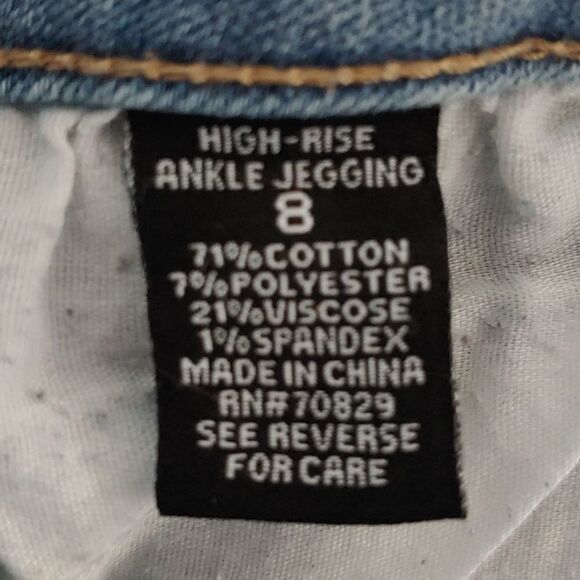 HIGH-RISE
ANKLE JEGGING
8
71% COTTON
7% POLYESTER
21% VISCOSE
1% SPANDEX
MADE IN CHINA
RN# 70829
SEE REVERSE
FOR CARE